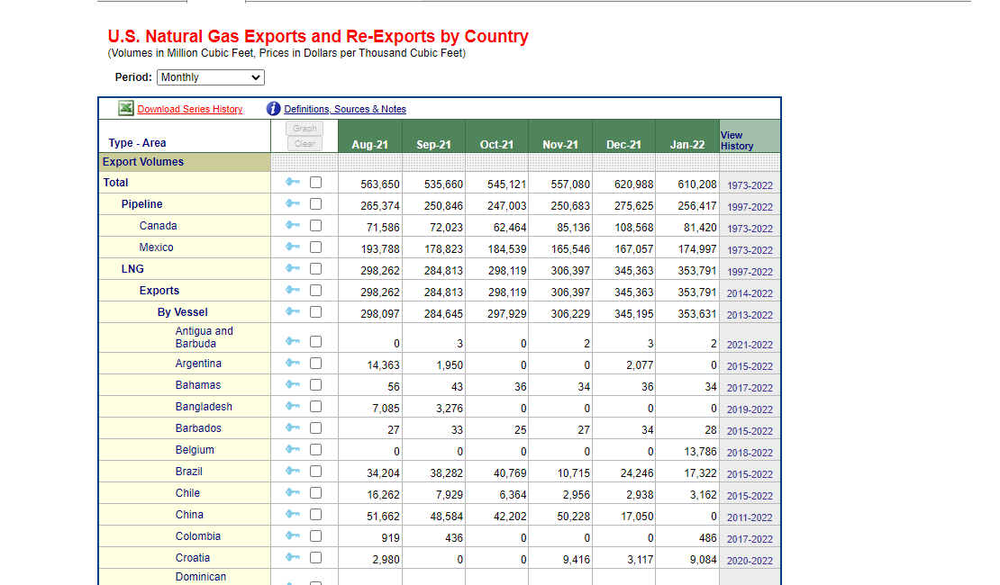 U.S. Natural Gas Exports and Re-Exports by Country
(Volumes in Million Cubic Feet, Prices in Dollars per Thousand Cubic Feet)
Period: Monthly
Download Series History Definitions, Sources & Notes
Type - Area Graph Clear Aug-21 Sep-21 Oct-21 Nov-21 Dec-21 Jan-22 View History
Export Volumes
Total 563,650 535,660 545,121 557,080 620,988 610,208 1973-2022
Pipeline 265,374 250,846 247,003 250,683 275,625 256,417 1997-2022
Canada 71,586 72,023 62,464 85,136 108,568 81,420 1973-2022
Mexico 193,788 178,823 184,539 165,546 167,057 174,997 1973-2022
LNG 298,262 284,813 298,119 306,397 345,363 353,791 1997-2022
Exports 298,262 284,813 298,119 306,397 345,363 353,791 2014-2022
By Vessel 298,097 284,645 297,929 306,229 345,195 353,631 2013-2022
Antigua and
Barbuda 0 3 0 2 3 2 2021-2022
Argentina 14,363 1,950 0 0 2,077 0 2015-2022
Bahamas 56 43 36 34 36 34 2017-2022
Bangladesh 7,085 3,276 0 0 0 0 2019-2022
Barbados 27 33 25 27 34 28 2015-2022
Belgium 0 0 0 0 0 13,786 2018-2022
Brazil 34,204 38,282 40,769 10,715 24,246 17,322 2015-2022
Chile 16,262 7,929 6,364 2,956 2,938 3,162 2015-2022
China 51,662 48,584 42,202 50,228 17,050 0 2011-2022
Colombia 919 436 0 0 0 486 2017-2022
Croatia 2,980 0 0 9,416 3,117 9,084 2020-2022
Dominican